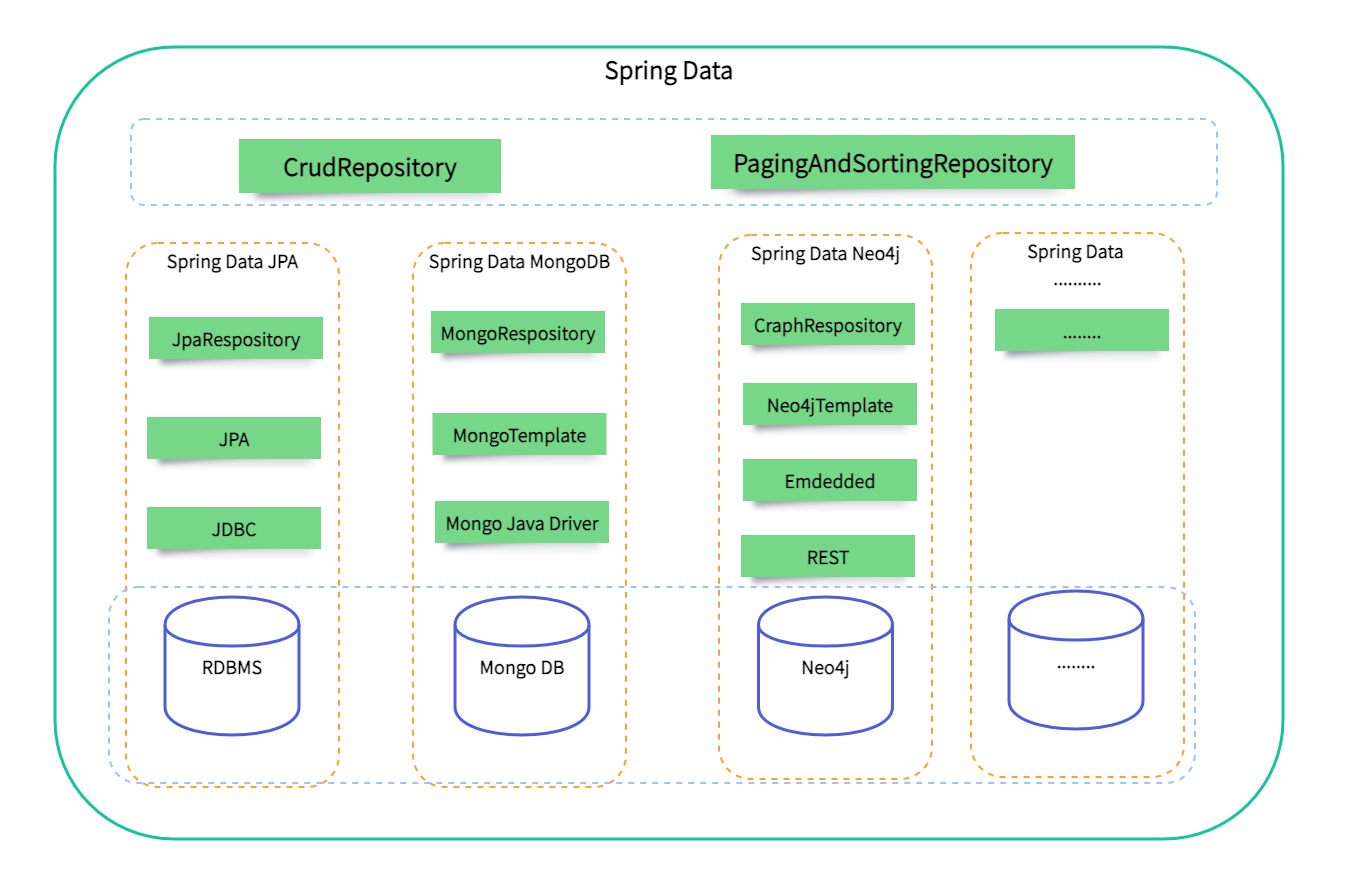 Spring Data
CrudRepository
PagingAndSortingRepository
Spring Data JPA
JpaRespository
JPA
JDBC
RDBMS
Spring Data MongoDB
MongoRespository
MongoTemplate
Mongo Java Driver
Mongo DB
Spring Data Neo4j
CraphRespository
Neo4jTemplate
Emdedded
REST
Neo4j
Spring Data
..........
........
........